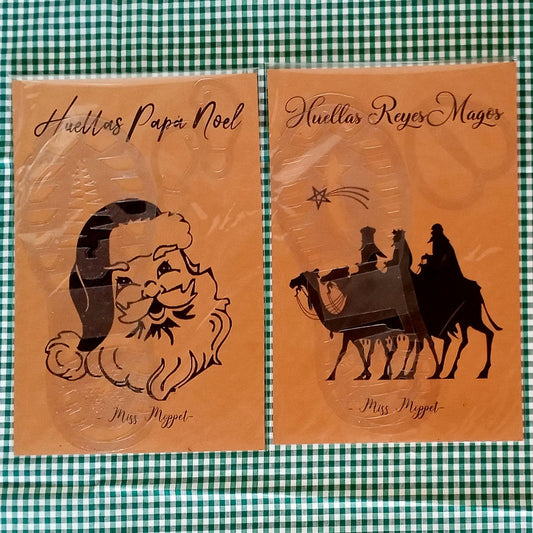 Huellas Papá Noel
- Miss Moppet-
Huellas Reyes Magos
- Miss Moppet-